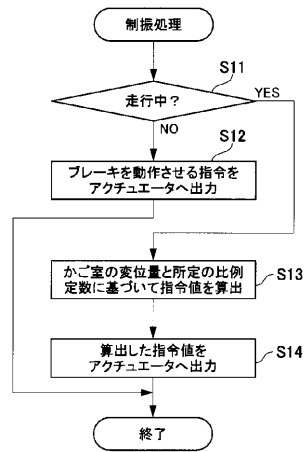 制振処理
S11
走行中？
YES
NO
S12
ブレーキを動作させる指令を
アクチュエータへ出力
かご室の変位量と所定の比例
定数に基づいて指令値を算出
S13
算出した指令値を
アクチュエータへ出力
S14
終了